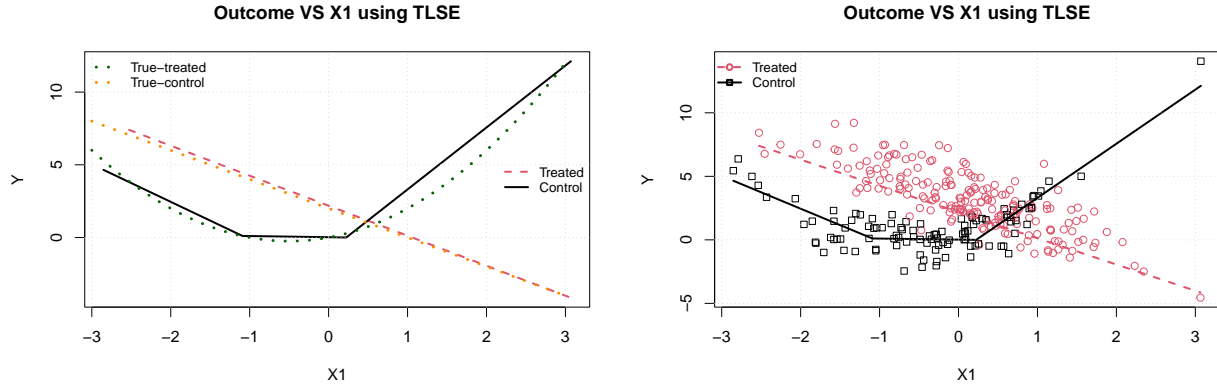 Outcome VS X1 using TLSE
True−treated
True−control
Treated
Control
Y
10
5
0
−3
−2
−1
0
1
2
3
X1
Outcome VS X1 using TLSE
Treated
Control
Y
10
5
0
−5
−3
−2
−1
0
1
2
3
X1